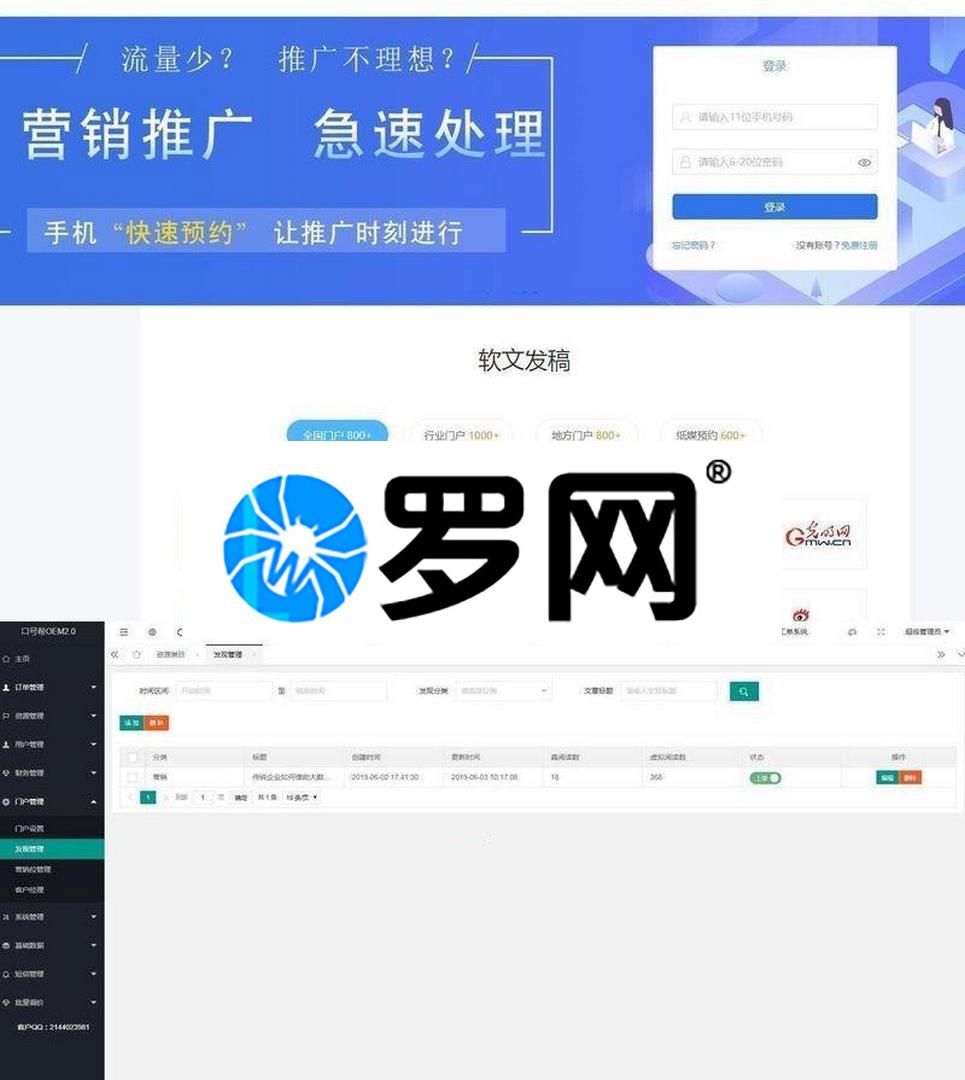 流量少？ 推广不理想？
营销推广 急速处理
手机“快速预约” 让推广时刻进行
登录
请输入11位手机号码
请输入6-20位密码
登录
忘记密码？ 没有账号？免费注册
软文发稿
全国门户 800+ 行业门户 1000+ 地方门户 800+ 纸媒预约 600+
罗网®
光明网
GMW.CN
口号帮OEM2.0 订单系统 超级管理员
主页 资源类目 发现管理
订单管理
资源管理
用户管理
财务管理
门户管理
门户设置
发现管理
营销位管理
客户经理
系统管理
基础数据
短信管理
批量调价
客户QQ：2144023981
时间区间 开始时间 至 结束时间 发现分类 文章标题 请输入文章标题
添加 删除
分类 标题 创建时间 更新时间 真阅读数 虚拟阅读数 状态 操作
营销 传统企业如何借助大数... 2019-06-02 17:41:30 2019-06-03 10:17:08 18 368 上架 编辑 删除
1 到第 1 页 确定 共 1 条 10 条/页